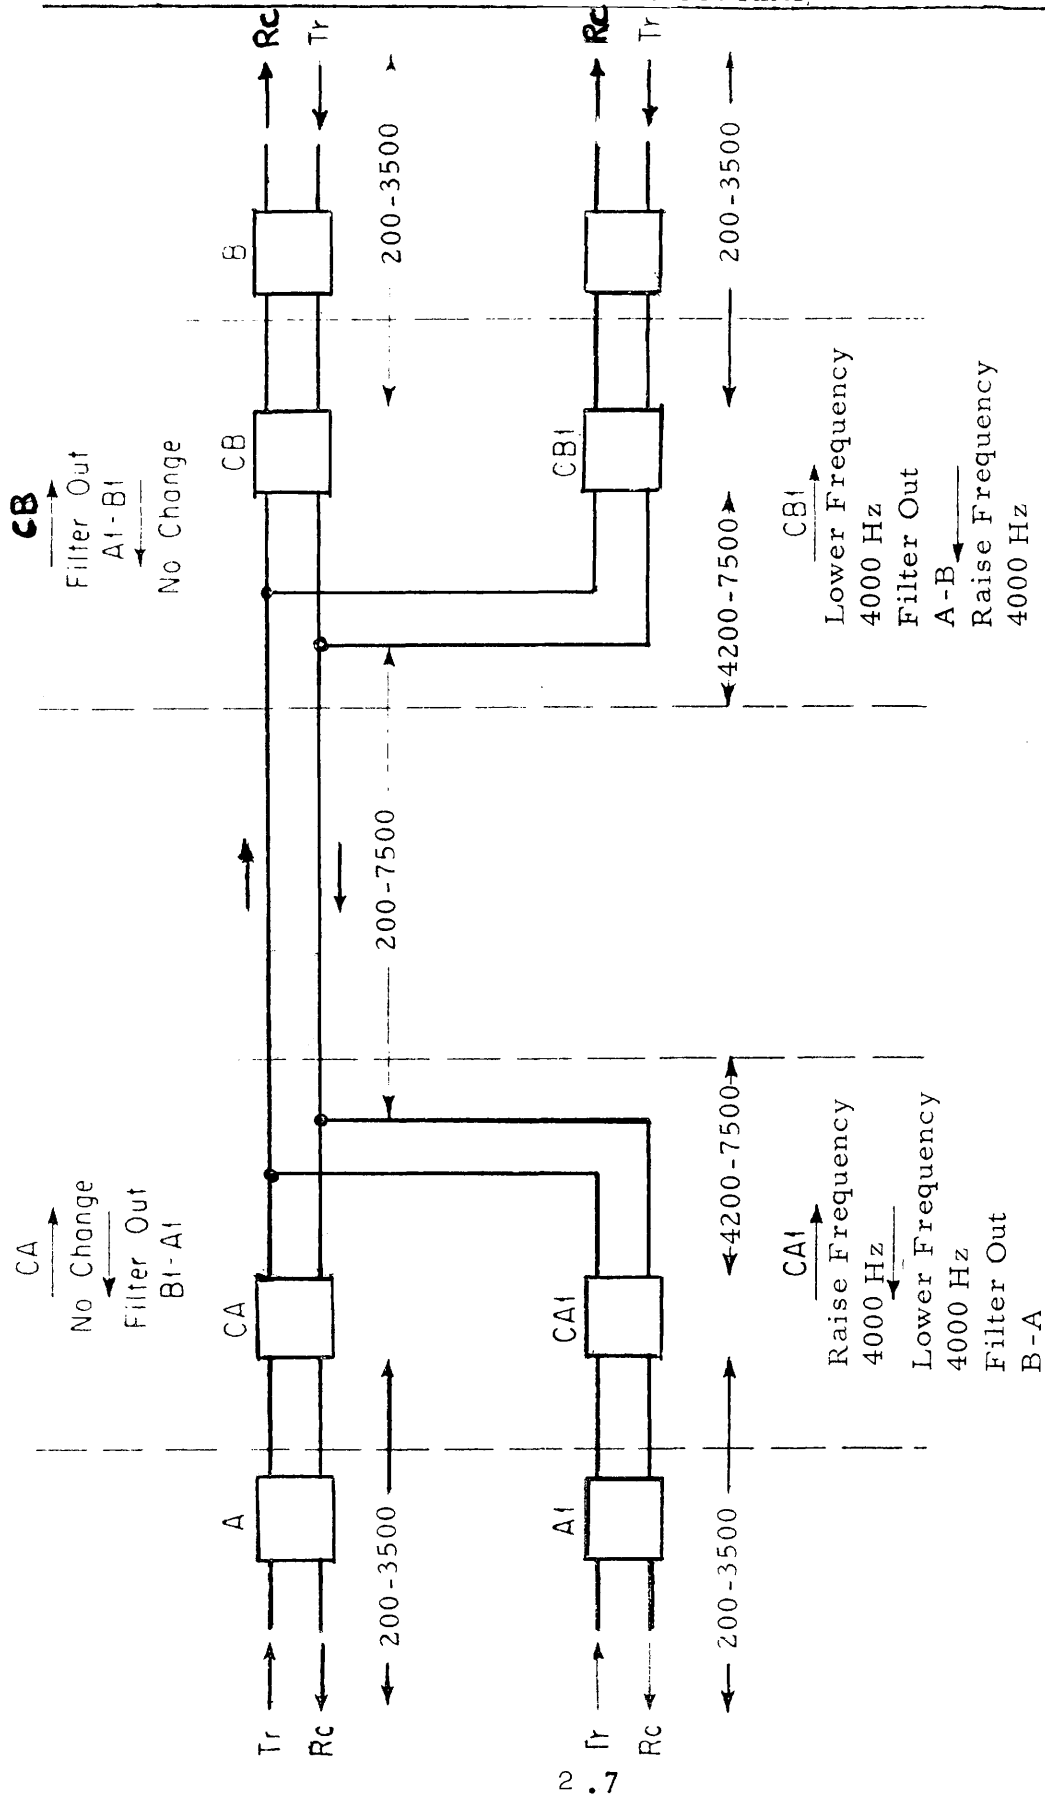 CA
No Change
Filter Out
B1-A1
CB
Filter Out
A1-B1
No Change
Tr
Rc
A
CA
CB
B
Rc
Tr
200-3500
200-7500
200-3500
Tr
Rc
A1
CA1
CB1
Rc
Tr
200-3500
4200-7500
4200-7500
200-3500
CA1
Raise Frequency
4000 Hz
Lower Frequency
4000 Hz
Filter Out
B-A
CB1
Lower Frequency
4000 Hz
Filter Out
A-B
Raise Frequency
4000 Hz
2.7